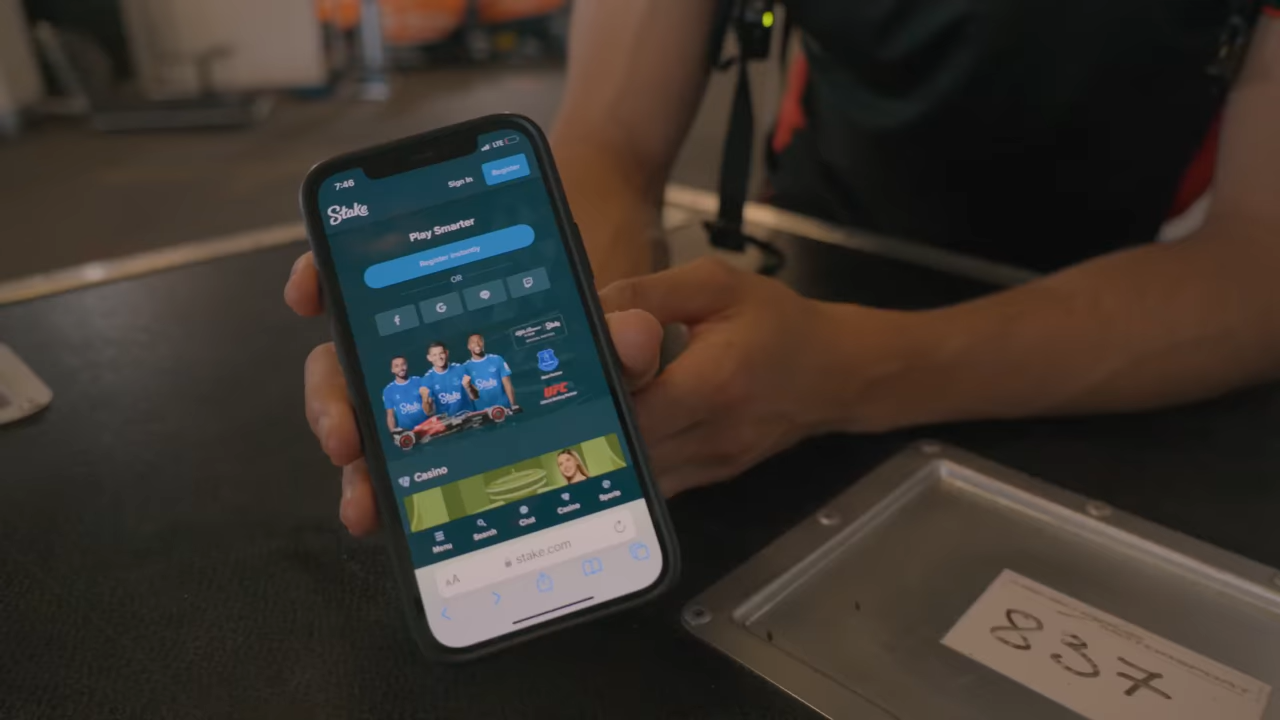 7:46
LTE
Sign In
Register
Stake
Play Smarter
Register Instantly
OR
Stake
Stake
Stake
Stake
UFC
Casino
Menu
Search
Chat
Casino
Sports
AA
stake.com
837